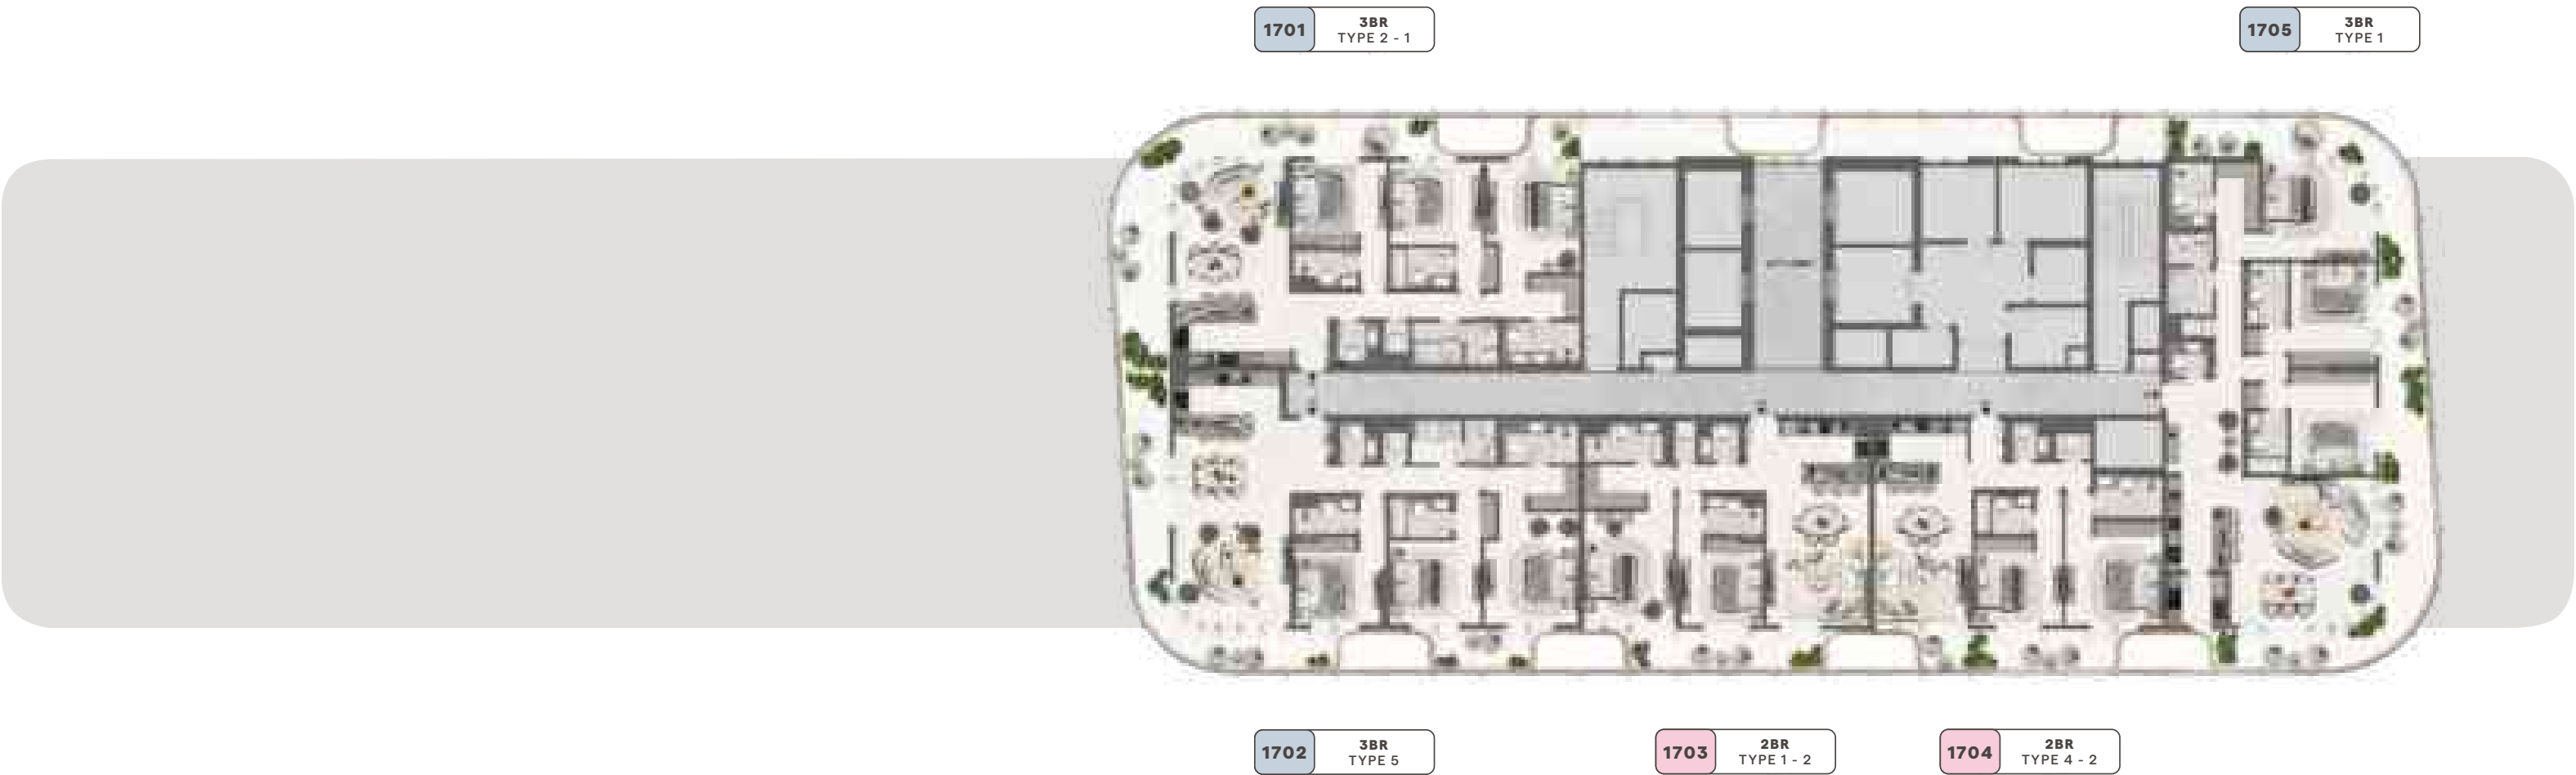 1701
3BR
TYPE 2 - 1
1705
3BR
TYPE 1
1702
3BR
TYPE 5
1703
2BR
TYPE 1 - 2
1704
2BR
TYPE 4 - 2